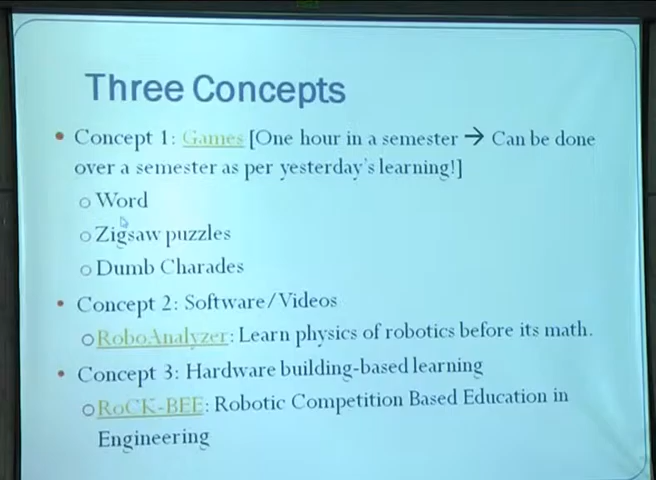 Three Concepts
• Concept 1: Games [One hour in a semester → Can be done
over a semester as per yesterday's learning!]
○ Word
○ Zigsaw puzzles
○ Dumb Charades
• Concept 2: Software/Videos
○ RoboAnalyzer: Learn physics of robotics before its math.
• Concept 3: Hardware building-based learning
○ RoCK-BEE: Robotic Competition Based Education in
Engineering